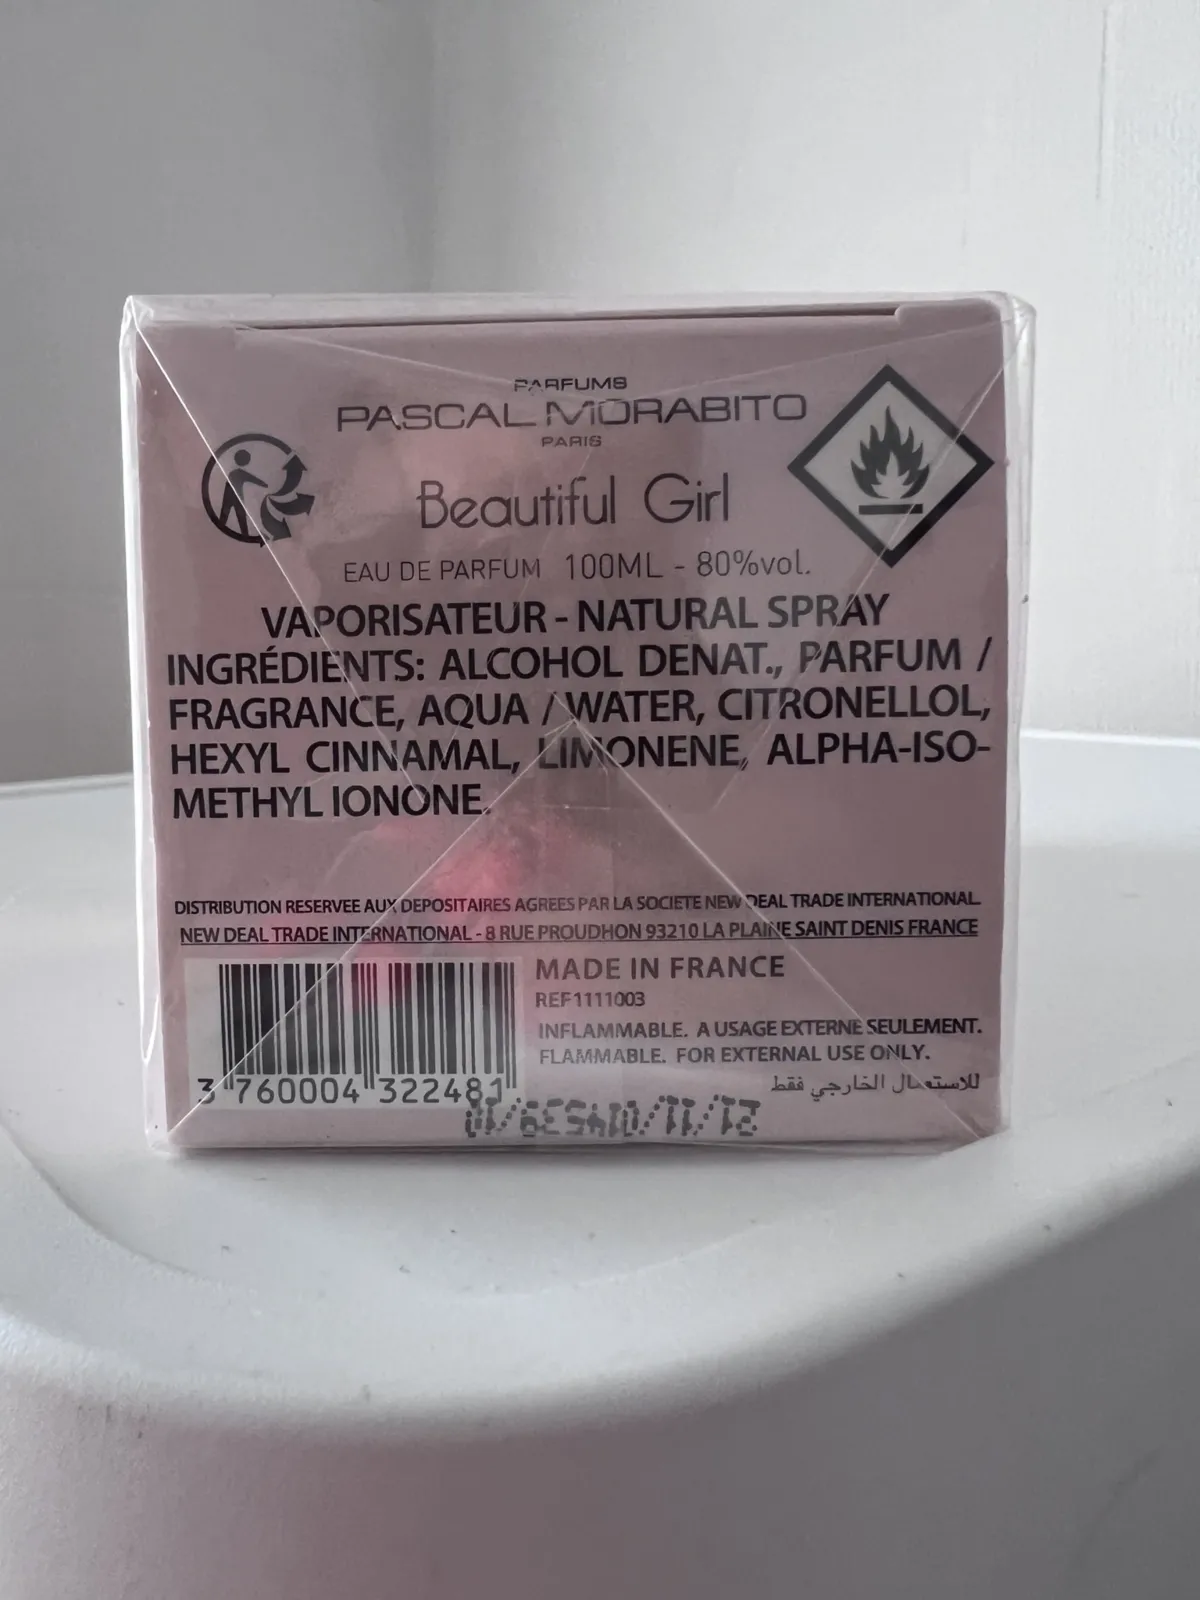 PARFUMS
PASCAL MORABITO
PARIS
Beautiful Girl
EAU DE PARFUM 100ML - 80%vol.
VAPORISATEUR - NATURAL SPRAY
INGRÉDIENTS: ALCOHOL DENAT., PARFUM /
FRAGRANCE, AQUA / WATER, CITRONELLOL,
HEXYL CINNAMAL, LIMONENE, ALPHA-ISO-
METHYL IONONE.
DISTRIBUTION RESERVEE AUX DEPOSITAIRES AGREES PAR LA SOCIETE NEW DEAL TRADE INTERNATIONAL.
NEW DEAL TRADE INTERNATIONAL - 8 RUE PROUDHON 93210 LA PLAINE SAINT DENIS FRANCE
MADE IN FRANCE
REF1111003
INFLAMMABLE. A USAGE EXTERNE SEULEMENT.
FLAMMABLE. FOR EXTERNAL USE ONLY.
للاستعمال الخارجي فقط
3 760004 322481